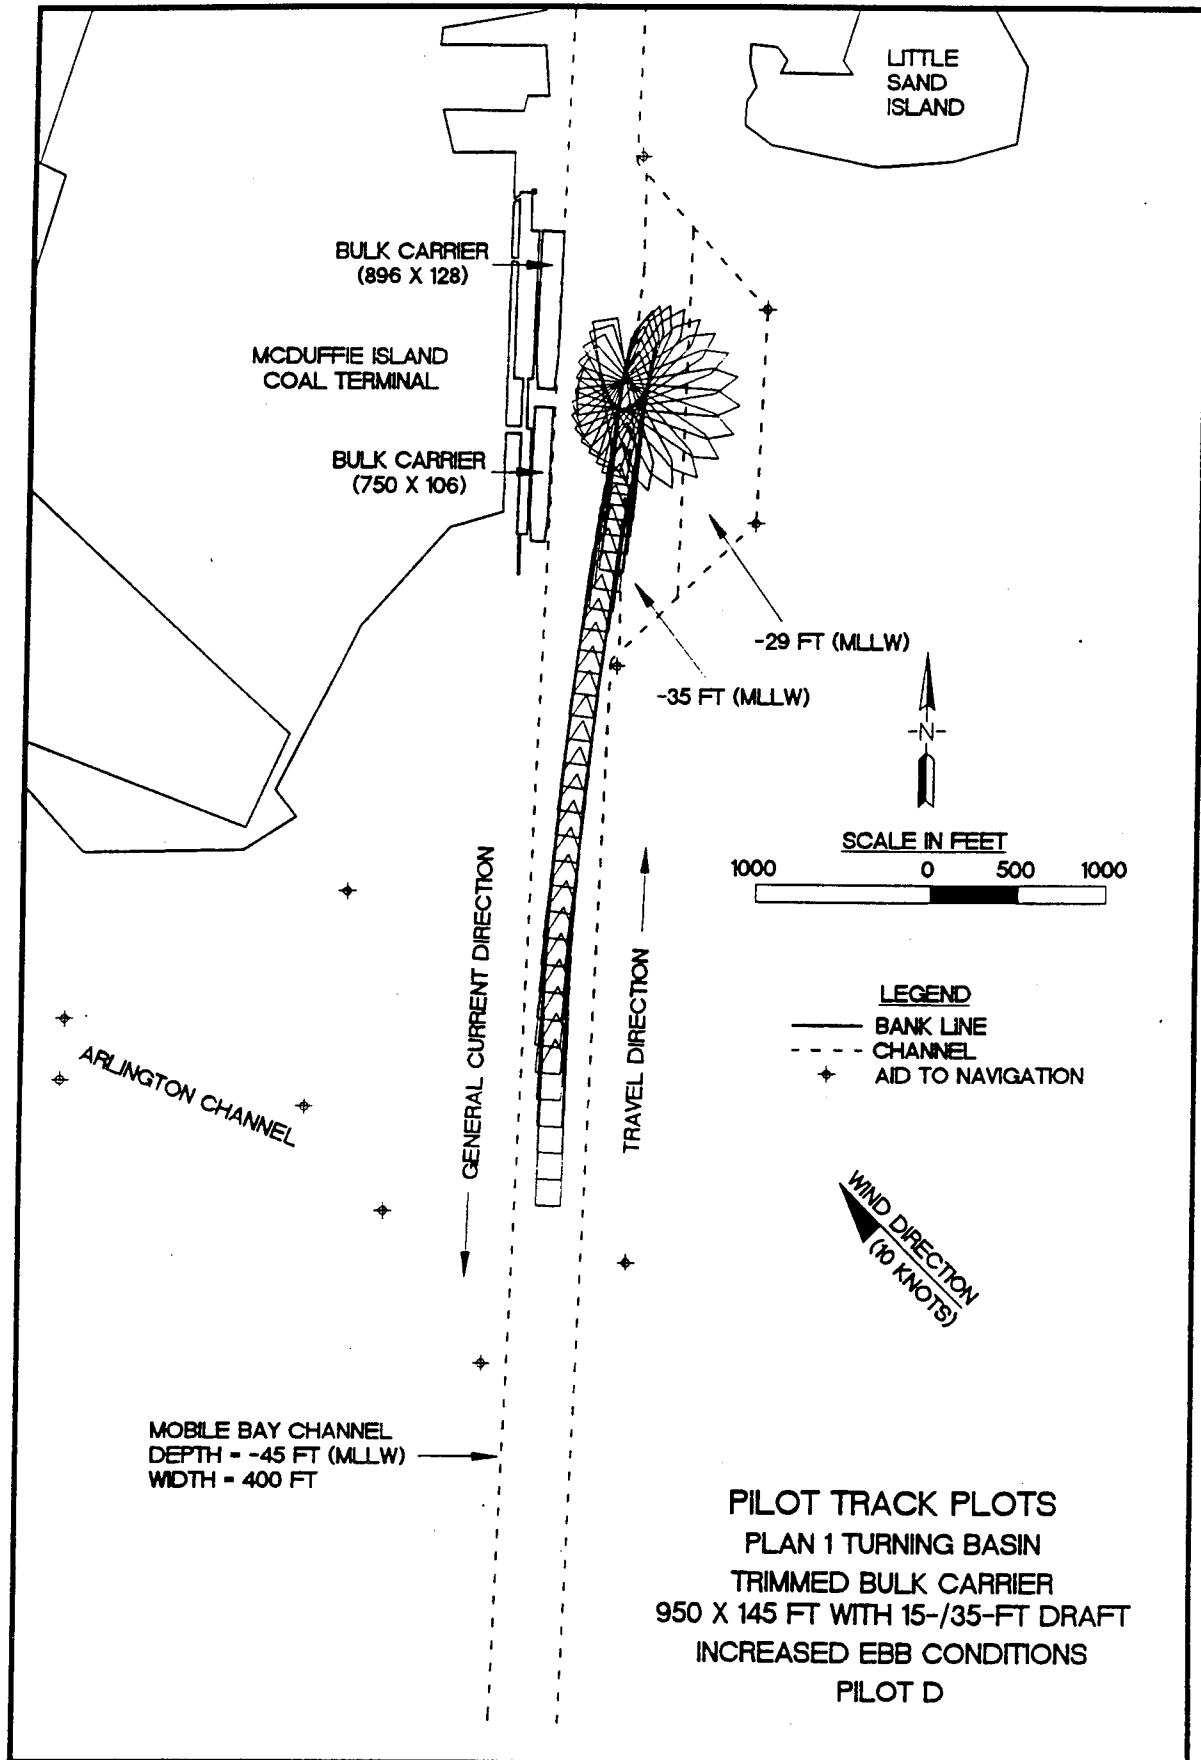 LITTLE
SAND
ISLAND
BULK CARRIER
(896 X 128)
MCDUFFIE ISLAND
COAL TERMINAL
BULK CARRIER
(750 X 106)
-29 FT (MLLW)
-35 FT (MLLW)
-N-
SCALE IN FEET
1000 0 500 1000
GENERAL CURRENT DIRECTION
TRAVEL DIRECTION
LEGEND
BANK LINE
CHANNEL
AID TO NAVIGATION
ARLINGTON CHANNEL
WIND DIRECTION
(10 KNOTS)
MOBILE BAY CHANNEL
DEPTH = -45 FT (MLLW)
WIDTH = 400 FT
PILOT TRACK PLOTS
PLAN 1 TURNING BASIN
TRIMMED BULK CARRIER
950 X 145 FT WITH 15-/35-FT DRAFT
INCREASED EBB CONDITIONS
PILOT D